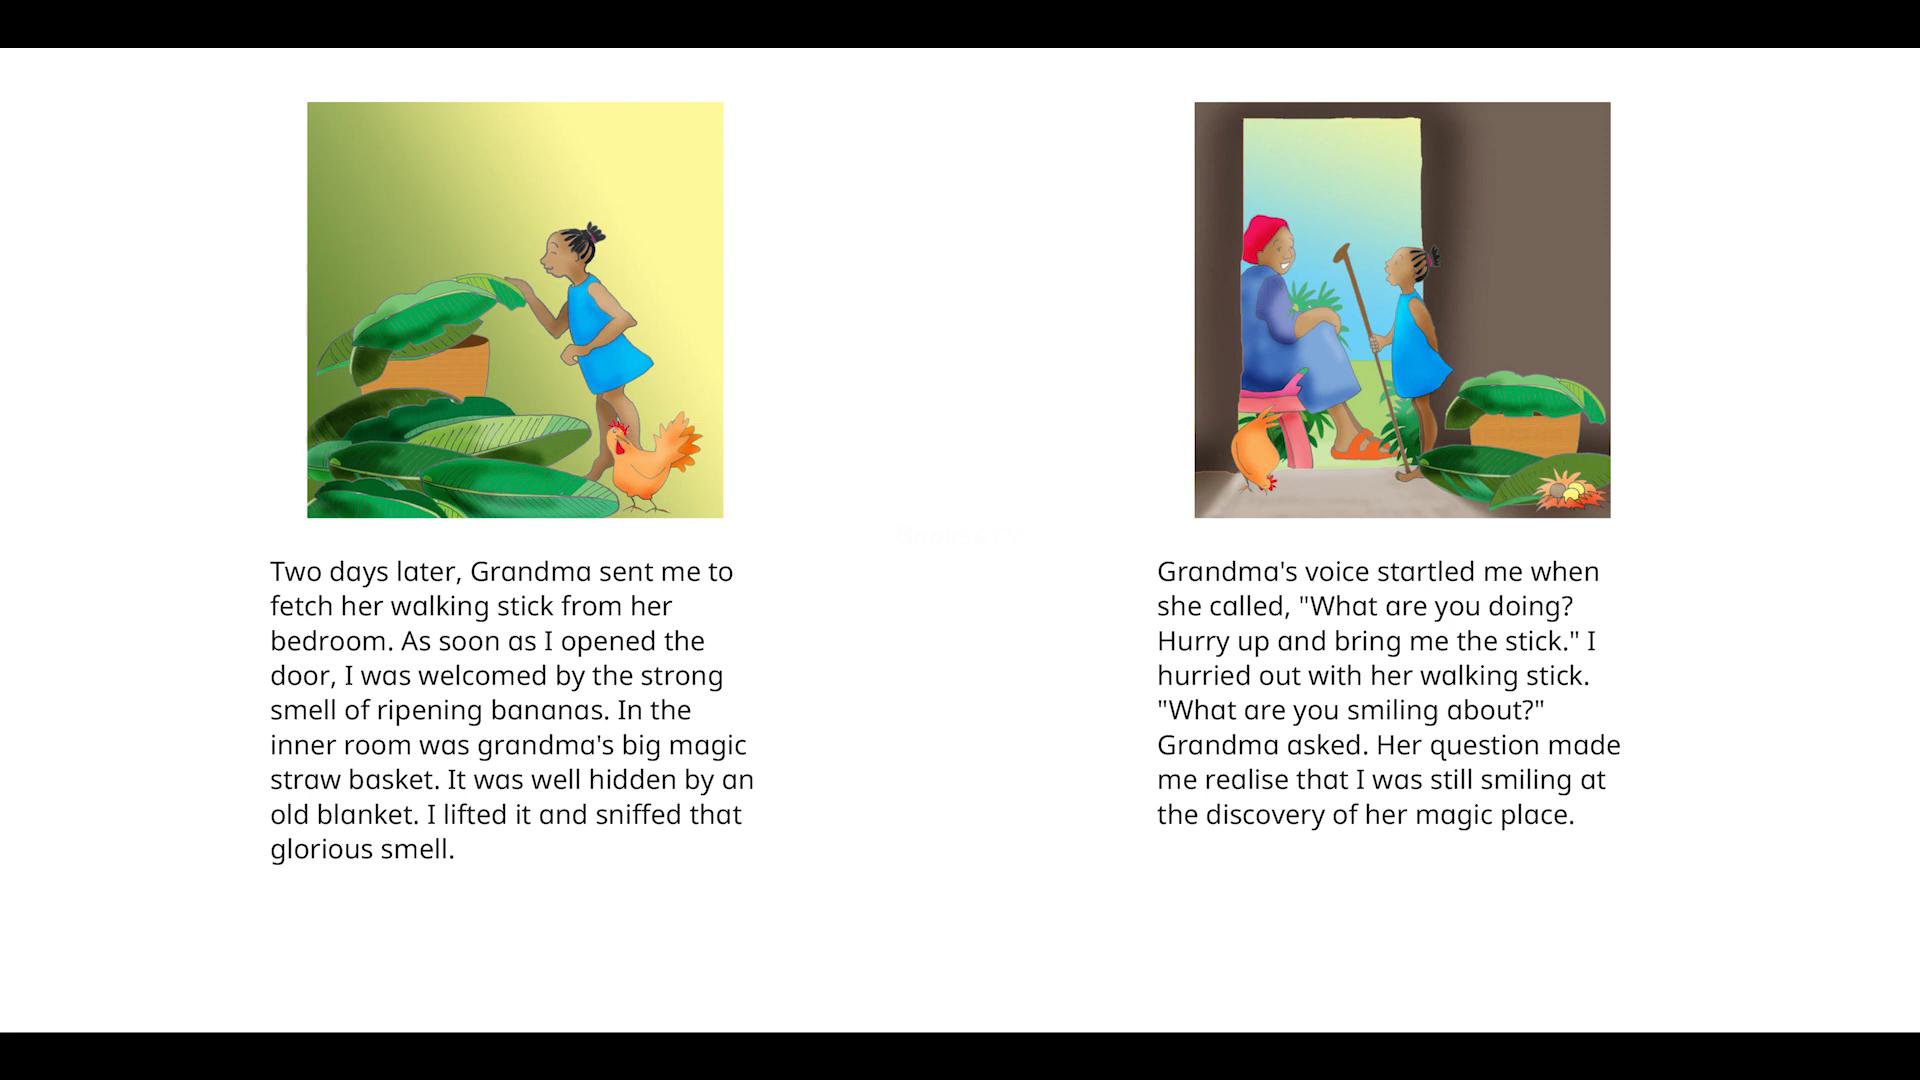 Two days later, Grandma sent me to
fetch her walking stick from her
bedroom. As soon as I opened the
door, I was welcomed by the strong
smell of ripening bananas. In the
inner room was grandma's big magic
straw basket. It was well hidden by an
old blanket. I lifted it and sniffed that
glorious smell.
Grandma's voice startled me when
she called, "What are you doing?
Hurry up and bring me the stick." I
hurried out with her walking stick.
"What are you smiling about?"
Grandma asked. Her question made
me realise that I was still smiling at
the discovery of her magic place.